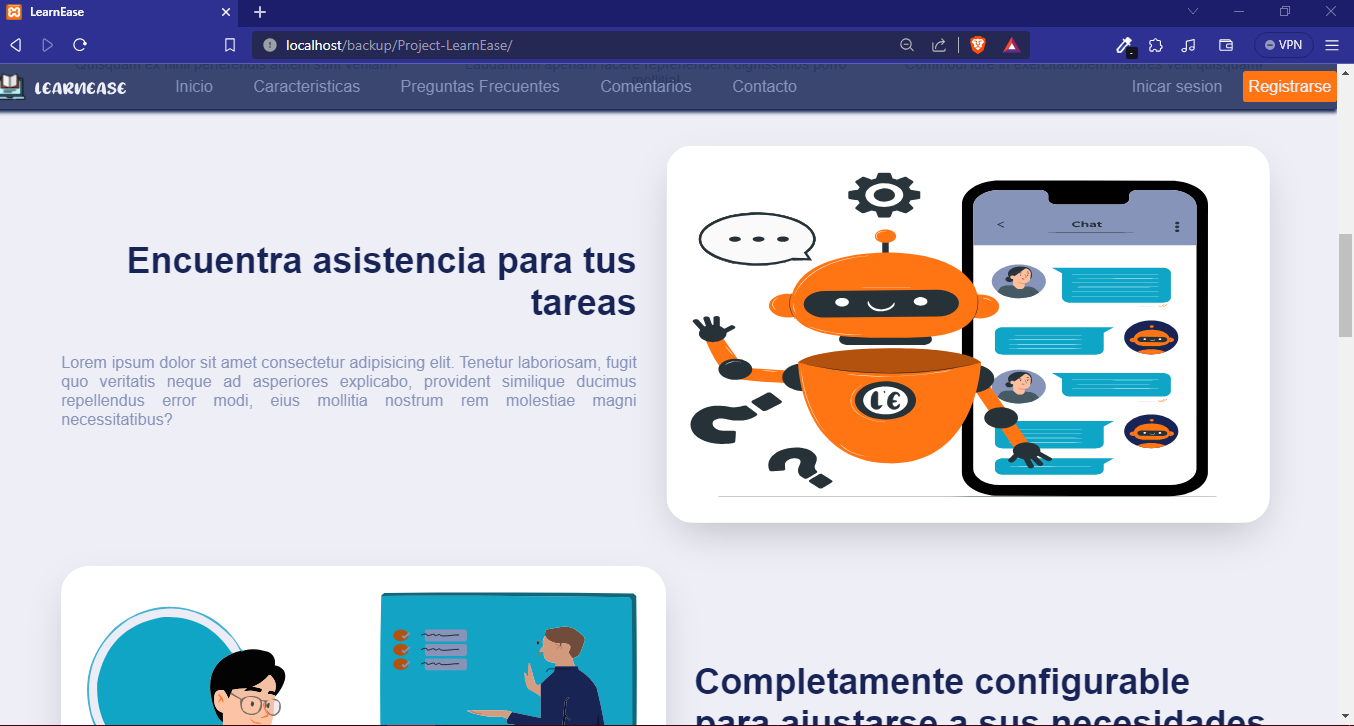 LearnEase
localhost/backup/Project-LearnEase/
VPN
LEARNEASE
Inicio
Caracteristicas
Preguntas Frecuentes
Comentarios
Contacto
Inicar sesion
Registrarse
Encuentra asistencia para tus
tareas
Lorem ipsum dolor sit amet consectetur adipisicing elit. Tenetur laboriosam, fugit
quo veritatis neque ad asperiores explicabo, provident similique ducimus
repellendus error modi, eius mollitia nostrum rem molestiae magni
necessitatibus?
< Chat
LE
Completamente configurable
para ajustarse a sus necesidades